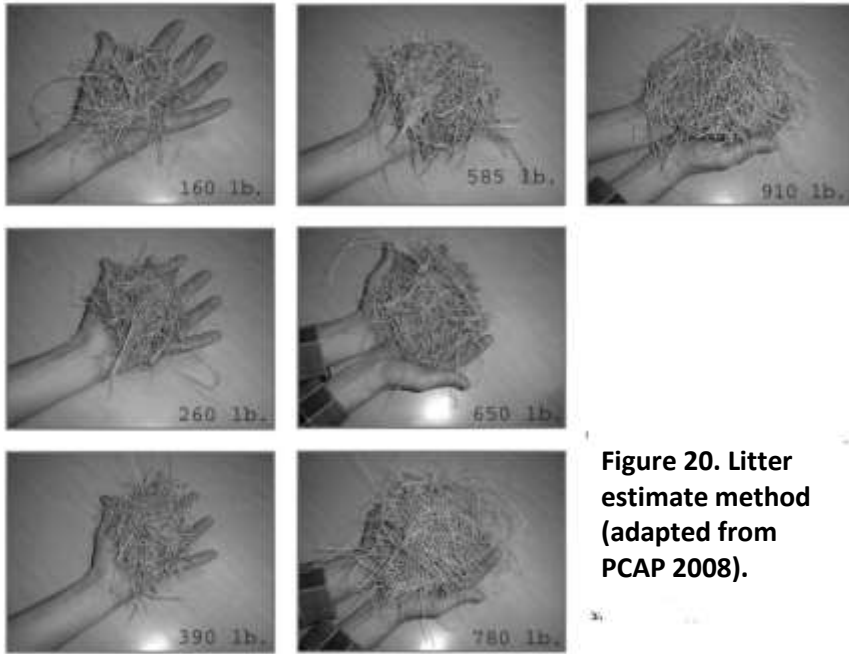 160 lb.
585 lb.
910 lb.
260 lb.
650 lb.
390 lb.
780 lb.
Figure 20. Litter
estimate method
(adapted from
PCAP 2008).